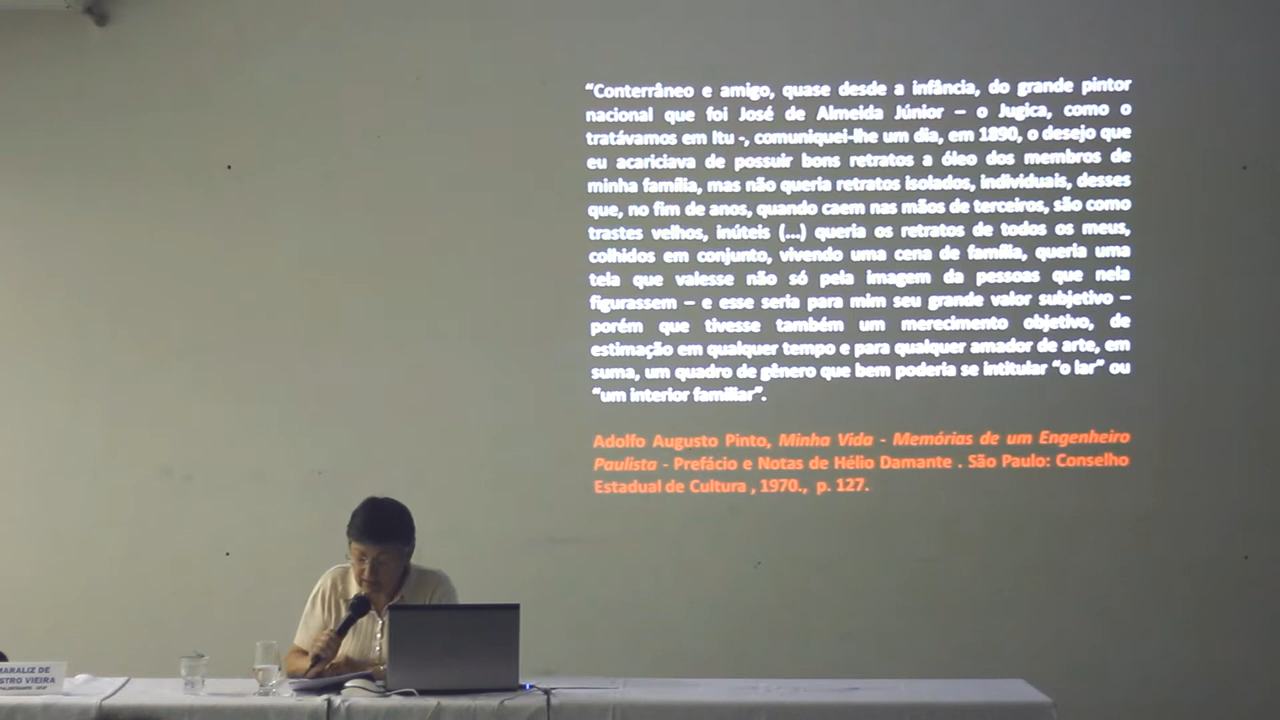 “Conterrâneo e amigo, quase desde a infância, do grande pintor
nacional que foi José de Almeida Júnior – o Jugica, como o
tratávamos em Itu -, comuniquei-lhe um dia, em 1890, o desejo que
eu acariciava de possuir bons retratos a óleo dos membros de
minha família, mas não queria retratos isolados, individuais, desses
que, no fim de anos, quando caem nas mãos de terceiros, são como
trastes velhos, inúteis (...) queria os retratos de todos os meus,
colhidos em conjunto, vivendo uma cena de família, queria uma
tela que valesse não só pela imagem da pessoas que nela
figurassem – e esse seria para mim seu grande valor subjetivo –
porém que tivesse também um merecimento objetivo, de
estimação em qualquer tempo e para qualquer amador de arte, em
suma, um quadro de gênero que bem poderia se intitular “o lar” ou
“um interior familiar”.
Adolfo Augusto Pinto, Minha Vida - Memórias de um Engenheiro
Paulista - Prefácio e Notas de Hélio Damante . São Paulo: Conselho
Estadual de Cultura , 1970., p. 127.
MARALIZ DE
STRO VIEIRA